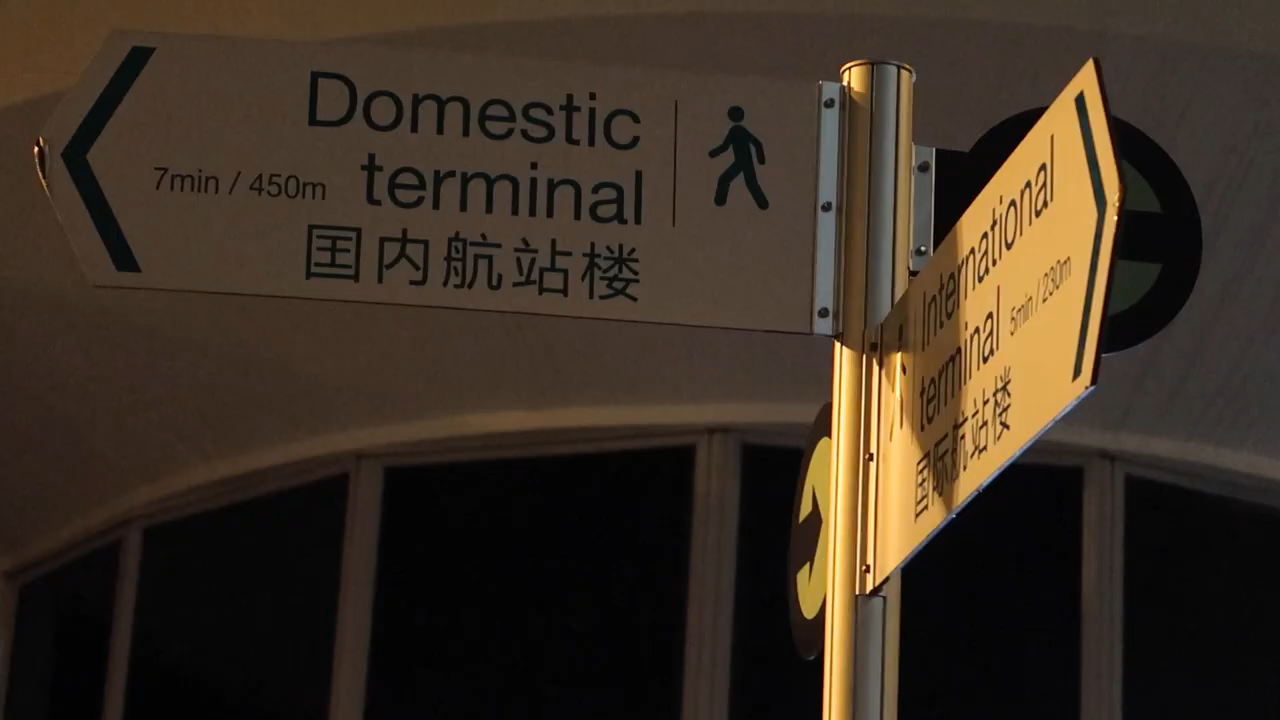 Domestic
terminal
7min / 450m
国内航站楼
International
terminal
5min / 230m
国际航站楼